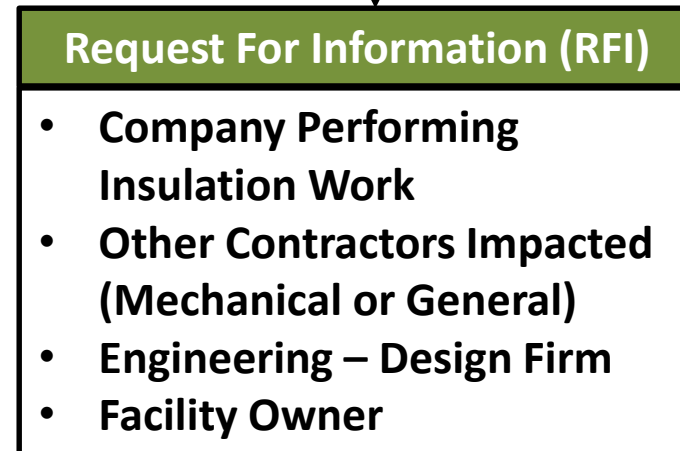 Request For Information (RFI)
• Company Performing
Insulation Work
• Other Contractors Impacted
(Mechanical or General)
• Engineering – Design Firm
• Facility Owner